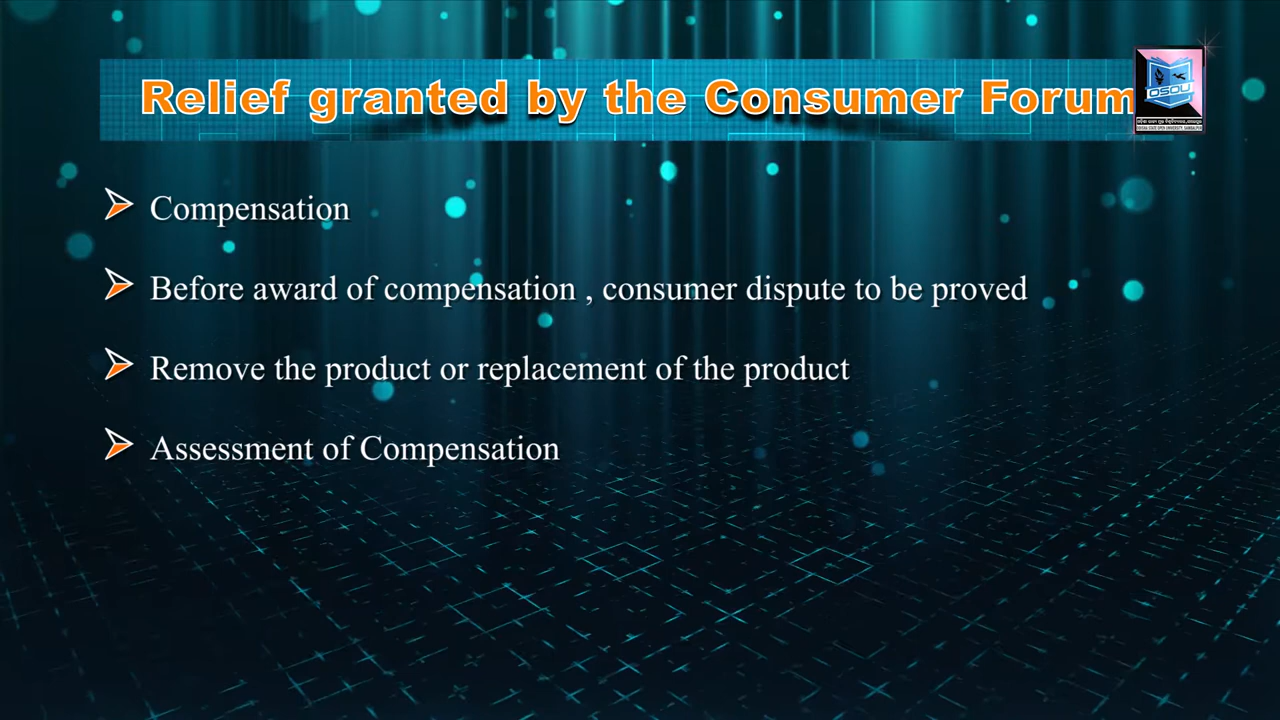 Relief granted by the Consumer Forum
OSOU
Compensation
Before award of compensation , consumer dispute to be proved
Remove the product or replacement of the product
Assessment of Compensation